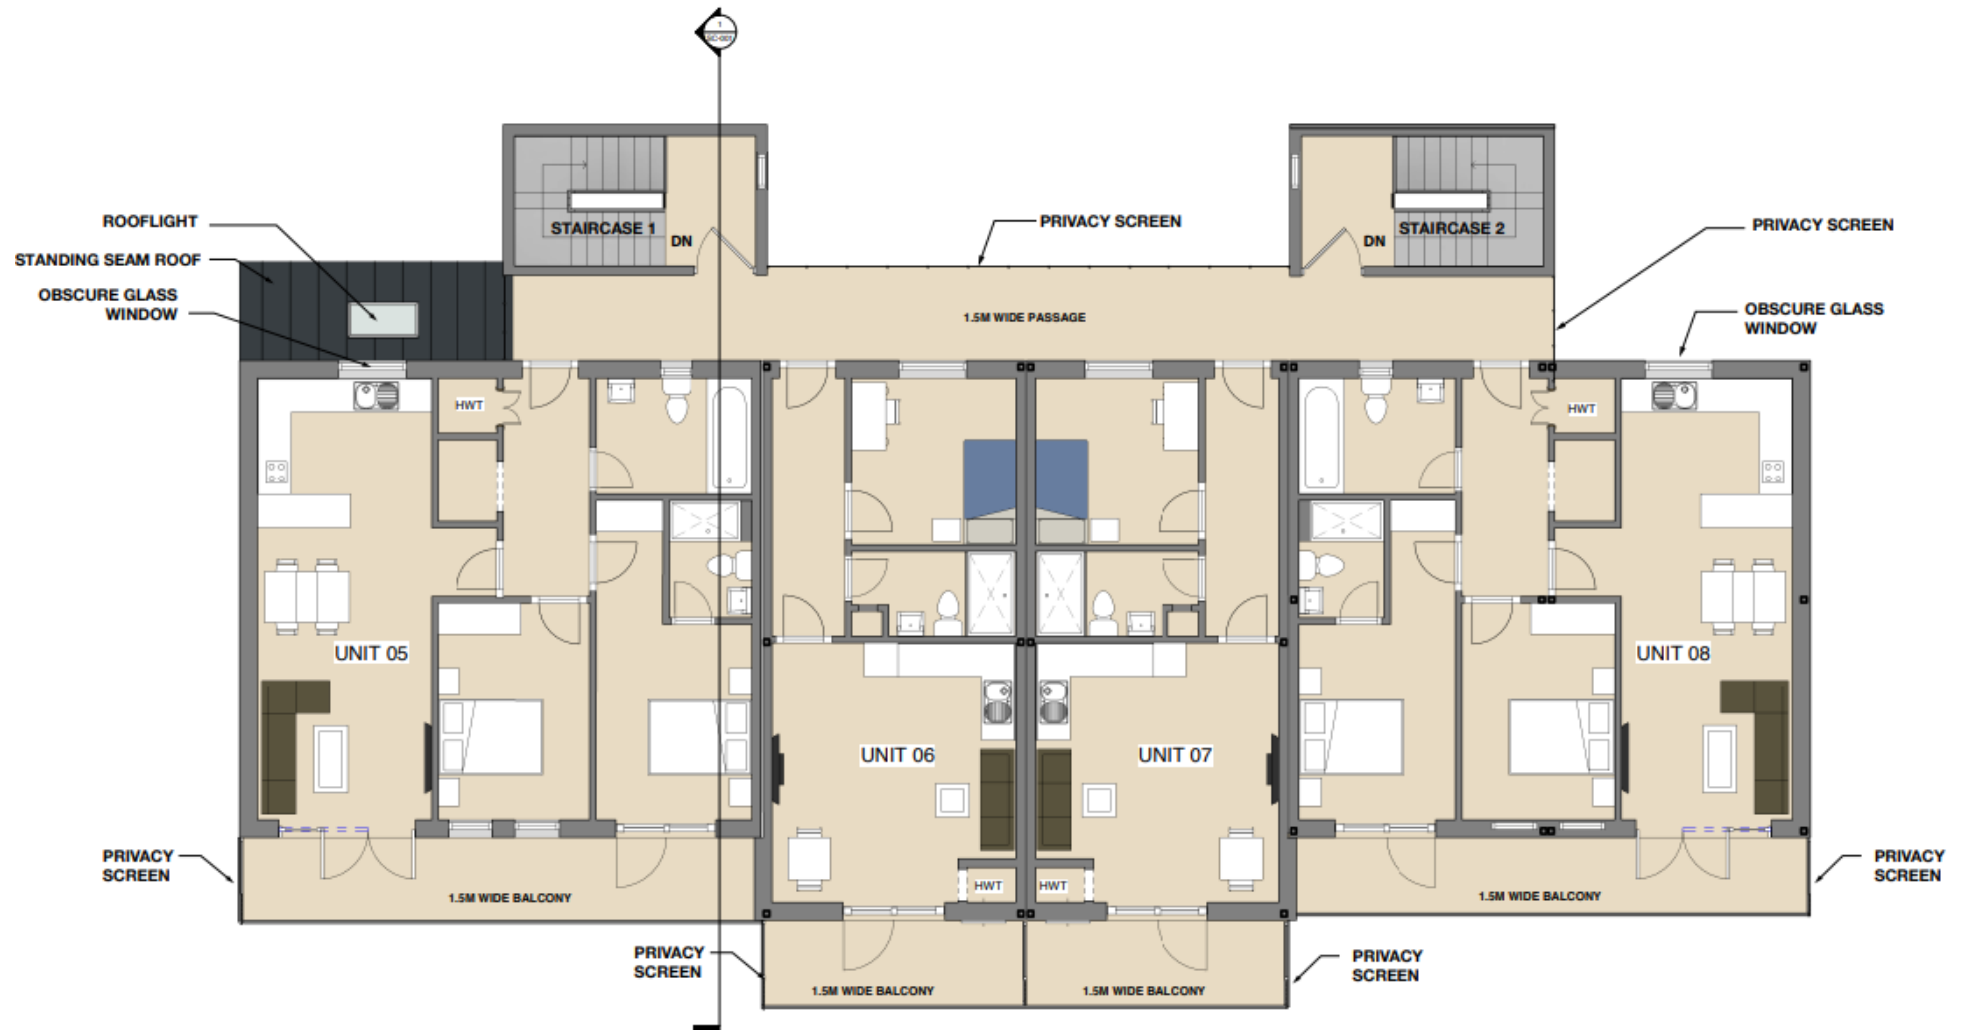 1
STAIRCASE 1
DN
STAIRCASE 2
DN
ROOFLIGHT
STANDING SEAM ROOF
OBSCURE GLASS
WINDOW
PRIVACY SCREEN
PRIVACY SCREEN
OBSCURE GLASS
WINDOW
1.5M WIDE PASSAGE
HWT
HWT
UNIT 05
UNIT 08
UNIT 06
UNIT 07
HWT
HWT
PRIVACY
SCREEN
1.5M WIDE BALCONY
1.5M WIDE BALCONY
PRIVACY
SCREEN
PRIVACY
SCREEN
1.5M WIDE BALCONY
1.5M WIDE BALCONY
PRIVACY
SCREEN